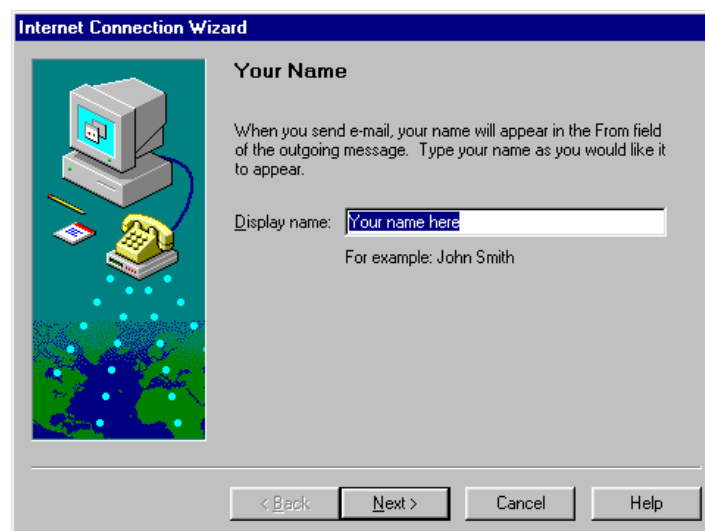 Internet Connection Wizard
Your Name
When you send e-mail, your name will appear in the From field
of the outgoing message.  Type your name as you would like it
to appear.
Display name: Your name here
For example: John Smith
< Back Next > Cancel Help